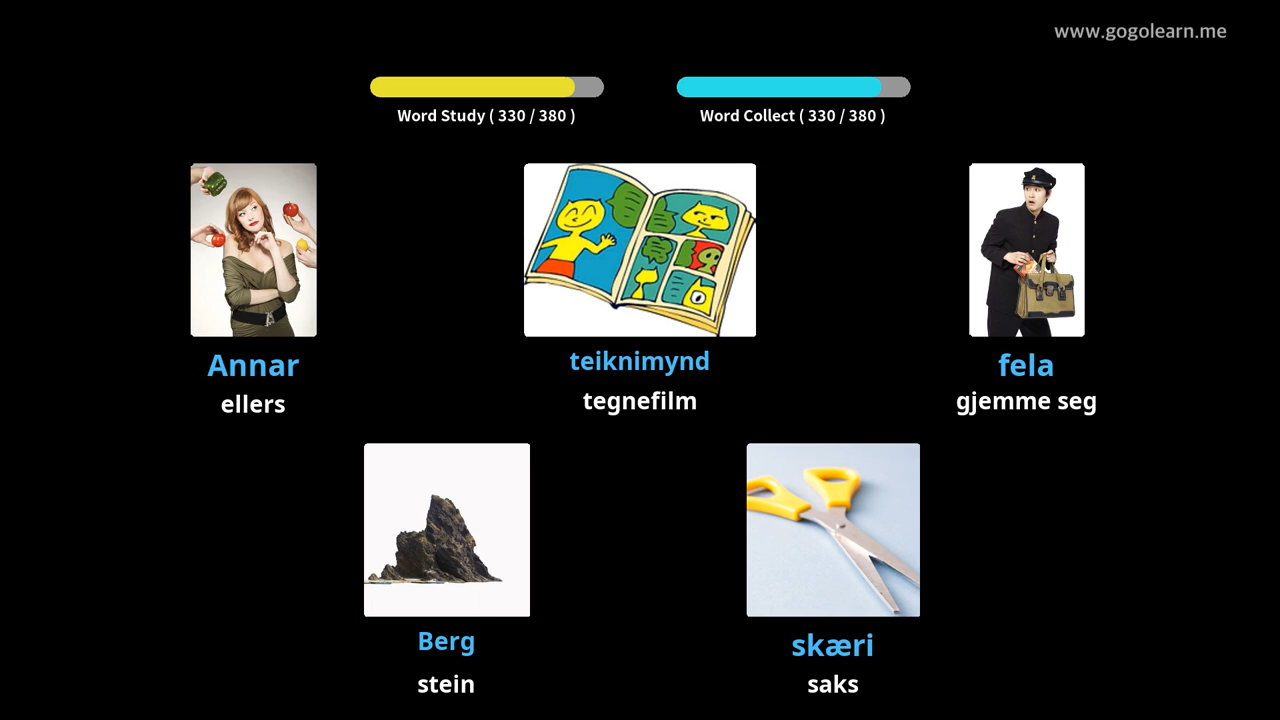 www.gogolearn.me
Word Study ( 330 / 380 )
Word Collect ( 330 / 380 )
Annar
teiknimynd
fela
ellers
tegnefilm
gjemme seg
Berg
skæri
stein
saks